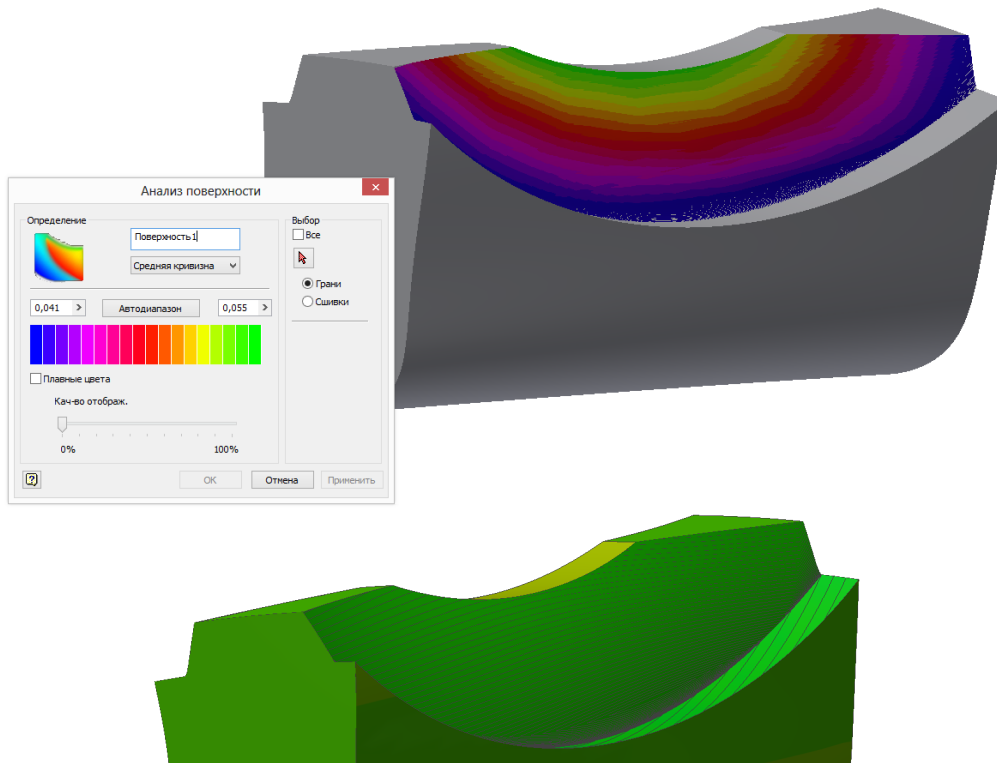 Анализ поверхности
Определение
Поверхность1
Средняя кривизна
0,041
Автодиапазон
0,055
Плавные цвета
Кач-во отображ.
0%
100%
Выбор
Все
Грани
Сшивки
ОК
Отмена
Применить